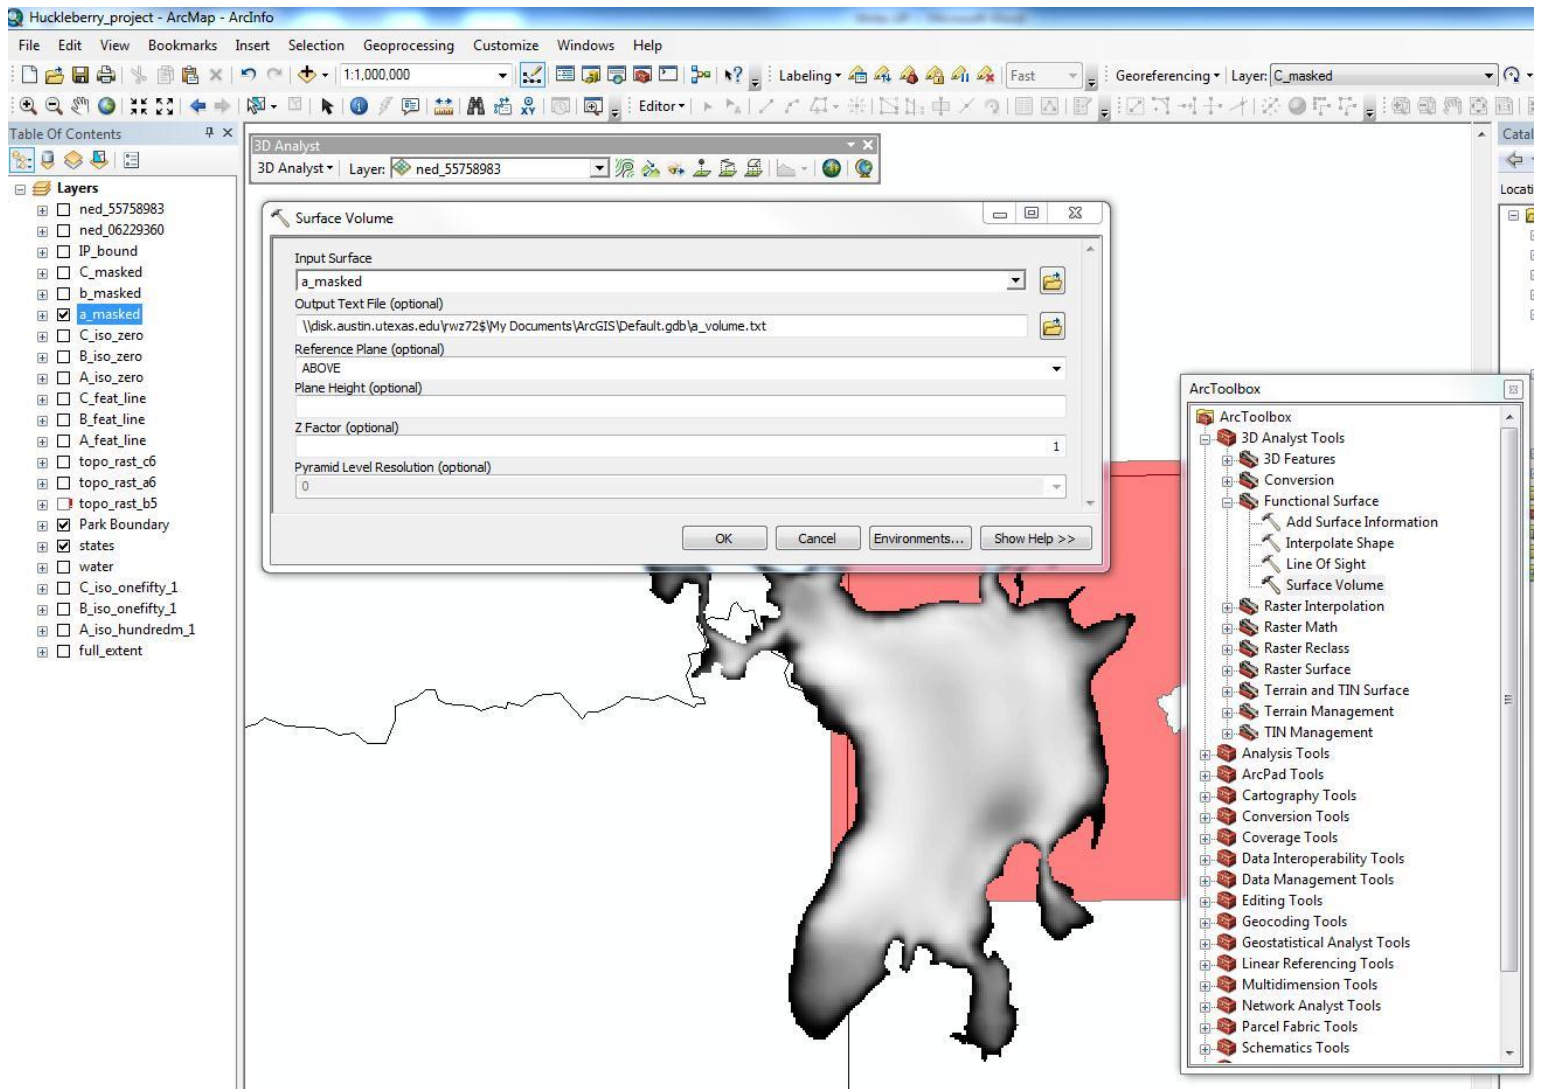 Huckleberry_project - ArcMap - ArcInfo
File Edit View Bookmarks Insert Selection Geoprocessing Customize Windows Help
1:1,000,000 Labeling Fast Georeferencing Layer: C_masked
Editor
Table Of Contents
Layers
ned_55758983
ned_06229360
IP_bound
C_masked
b_masked
a_masked
C_iso_zero
B_iso_zero
A_iso_zero
C_feat_line
B_feat_line
A_feat_line
topo_rast_c6
topo_rast_a6
topo_rast_b5
Park Boundary
states
water
C_iso_onefifty_1
B_iso_onefifty_1
A_iso_hundredm_1
full_extent
3D Analyst
3D Analyst Layer: ned_55758983
Surface Volume
Input Surface
a_masked
Output Text File (optional)
\\disk.austin.utexas.edu\rwz72$\My Documents\ArcGIS\Default.gdb\a_volume.txt
Reference Plane (optional)
ABOVE
Plane Height (optional)
Z Factor (optional)
1
Pyramid Level Resolution (optional)
0
OK Cancel Environments... Show Help >>
Catal
Locati
ArcToolbox
ArcToolbox
3D Analyst Tools
3D Features
Conversion
Functional Surface
Add Surface Information
Interpolate Shape
Line Of Sight
Surface Volume
Raster Interpolation
Raster Math
Raster Reclass
Raster Surface
Terrain and TIN Surface
Terrain Management
TIN Management
Analysis Tools
ArcPad Tools
Cartography Tools
Conversion Tools
Coverage Tools
Data Interoperability Tools
Data Management Tools
Editing Tools
Geocoding Tools
Geostatistical Analyst Tools
Linear Referencing Tools
Multidimension Tools
Network Analyst Tools
Parcel Fabric Tools
Schematics Tools